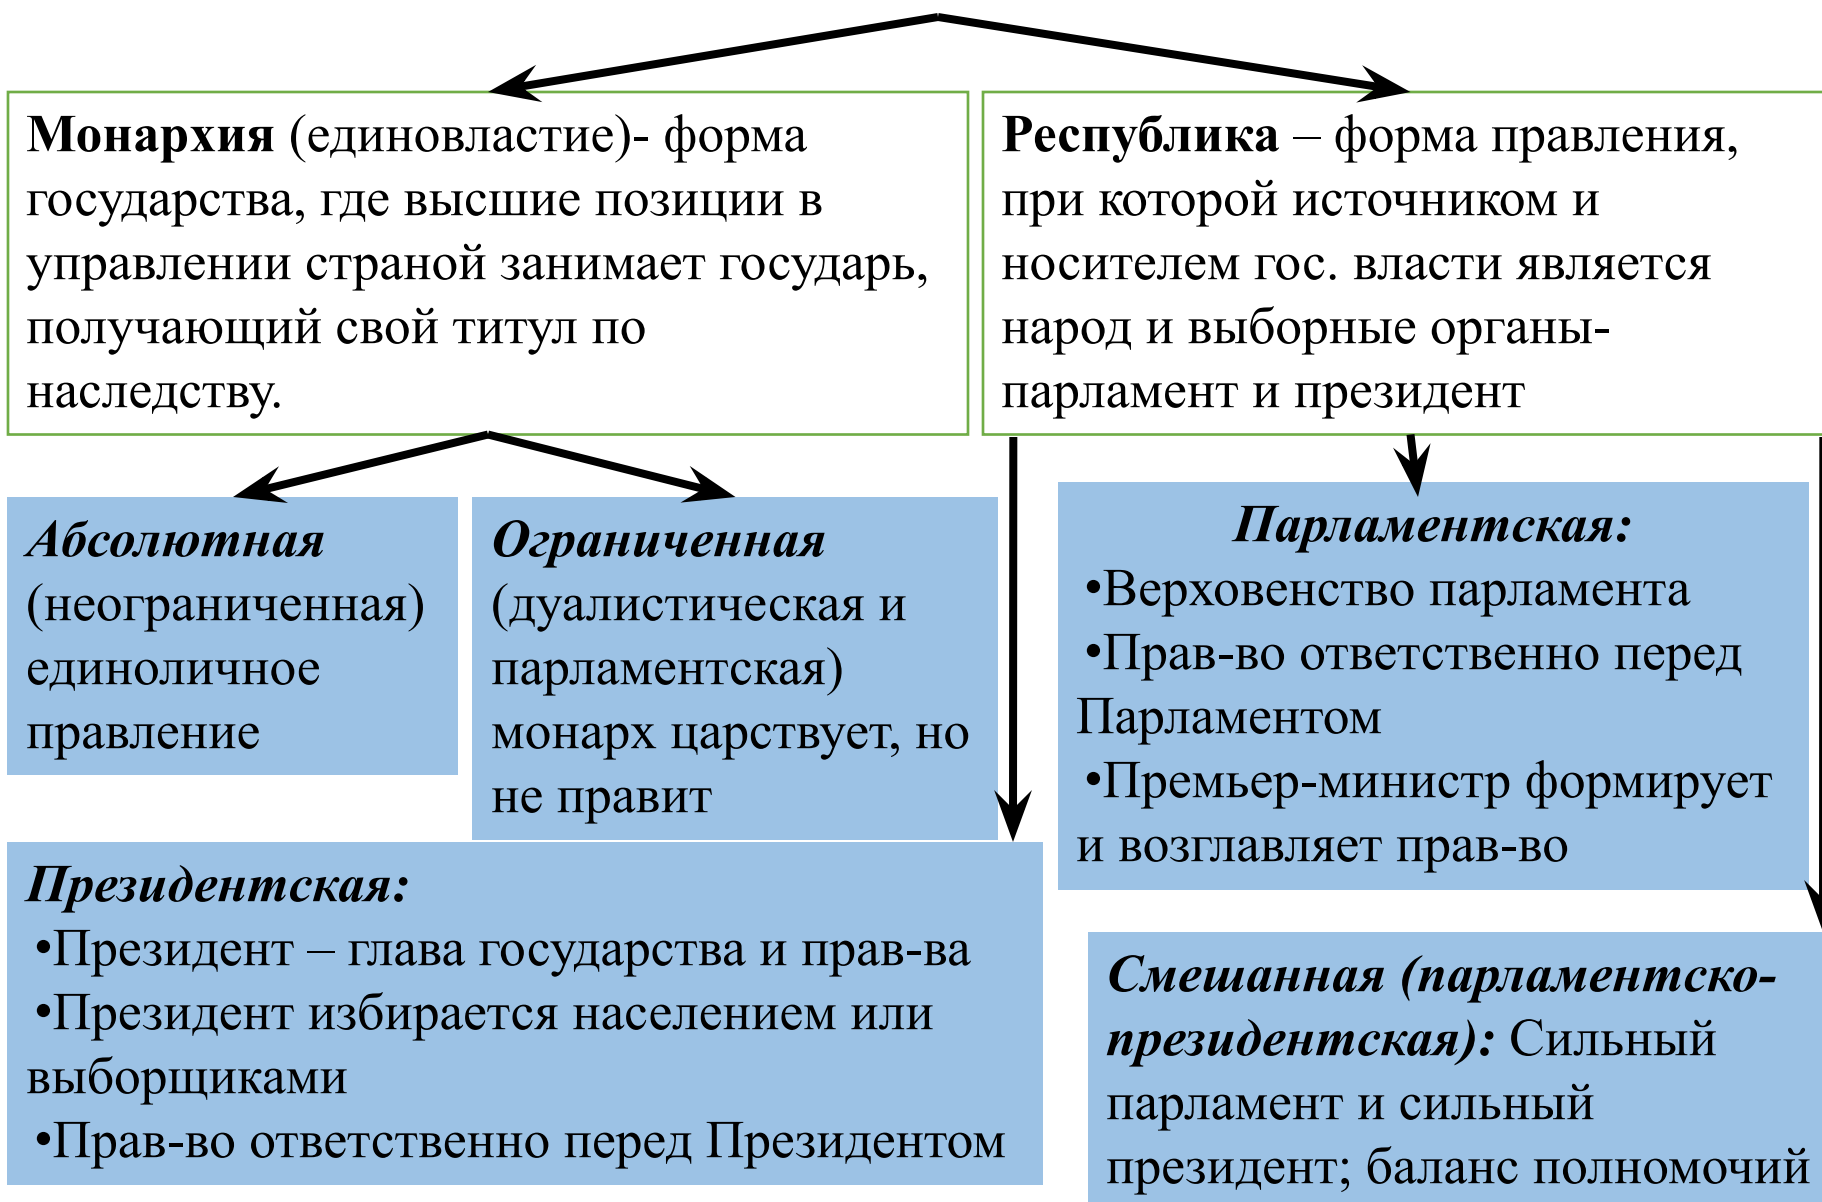 Монархия (единовластие)- форма
государства, где высшие позиции в
управлении страной занимает государь,
получающий свой титул по
наследству.
Республика – форма правления,
при которой источником и
носителем гос. власти является
народ и выборные органы-
парламент и президент
Абсолютная
(неограниченная)
единоличное
правление
Ограниченная
(дуалистическая и
парламентская)
монарх царствует, но
не правит
Парламентская:
•Верховенство парламента
•Прав-во ответственно перед
Парламентом
•Премьер-министр формирует
и возглавляет прав-во
Президентская:
•Президент – глава государства и прав-ва
•Президент избирается населением или
выборщиками
•Прав-во ответственно перед Президентом
Смешанная (парламентско-
президентская): Сильный
парламент и сильный
президент; баланс полномочий